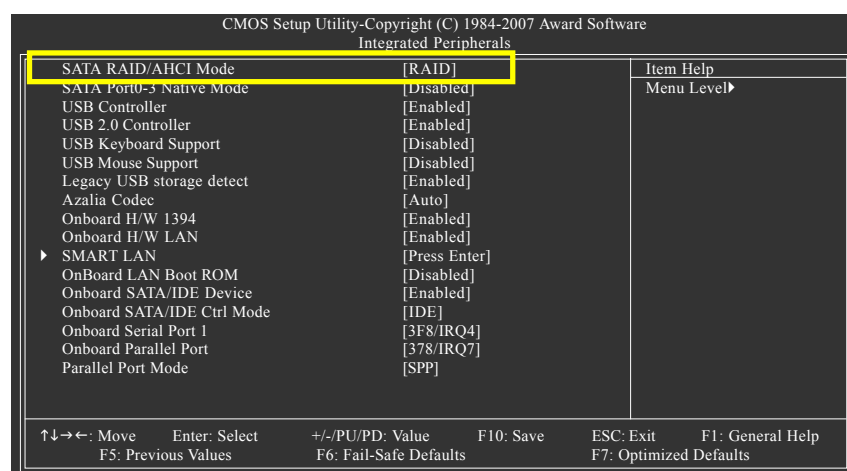 CMOS Setup Utility-Copyright (C) 1984-2007 Award Software
Integrated Peripherals
SATA RAID/AHCI Mode [RAID] Item Help
SATA Port0-3 Native Mode [Disabled] Menu Level▶
USB Controller [Enabled]
USB 2.0 Controller [Enabled]
USB Keyboard Support [Disabled]
USB Mouse Support [Disabled]
Legacy USB storage detect [Enabled]
Azalia Codec [Auto]
Onboard H/W 1394 [Enabled]
Onboard H/W LAN [Enabled]
▶ SMART LAN [Press Enter]
OnBoard LAN Boot ROM [Disabled]
Onboard SATA/IDE Device [Enabled]
Onboard SATA/IDE Ctrl Mode [IDE]
Onboard Serial Port 1 [3F8/IRQ4]
Onboard Parallel Port [378/IRQ7]
Parallel Port Mode [SPP]
↑↓→←: Move Enter: Select +/-/PU/PD: Value F10: Save ESC: Exit F1: General Help
F5: Previous Values F6: Fail-Safe Defaults F7: Optimized Defaults